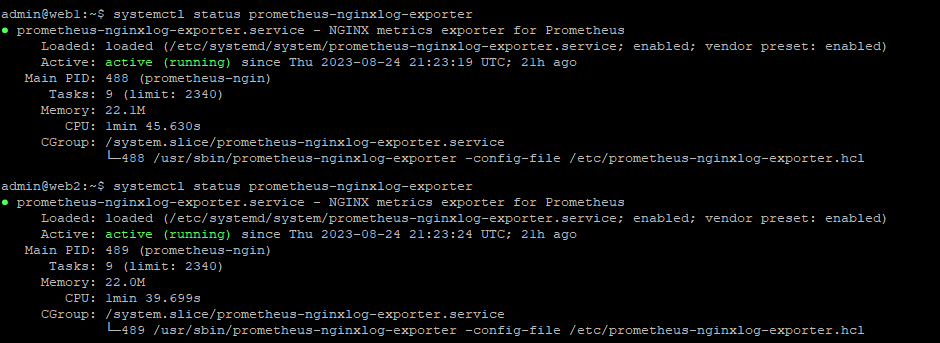 admin@web1:~$ systemctl status prometheus-nginxlog-exporter
● prometheus-nginxlog-exporter.service - NGINX metrics exporter for Prometheus
Loaded: loaded (/etc/systemd/system/prometheus-nginxlog-exporter.service; enabled; vendor preset: enabled)
Active: active (running) since Thu 2023-08-24 21:23:19 UTC; 21h ago
Main PID: 488 (prometheus-ngin)
Tasks: 9 (limit: 2340)
Memory: 22.1M
CPU: 1min 45.630s
CGroup: /system.slice/prometheus-nginxlog-exporter.service
└─488 /usr/sbin/prometheus-nginxlog-exporter -config-file /etc/prometheus-nginxlog-exporter.hcl
admin@web2:~$ systemctl status prometheus-nginxlog-exporter
● prometheus-nginxlog-exporter.service - NGINX metrics exporter for Prometheus
Loaded: loaded (/etc/systemd/system/prometheus-nginxlog-exporter.service; enabled; vendor preset: enabled)
Active: active (running) since Thu 2023-08-24 21:23:24 UTC; 21h ago
Main PID: 489 (prometheus-ngin)
Tasks: 9 (limit: 2340)
Memory: 22.0M
CPU: 1min 39.699s
CGroup: /system.slice/prometheus-nginxlog-exporter.service
└─489 /usr/sbin/prometheus-nginxlog-exporter -config-file /etc/prometheus-nginxlog-exporter.hcl